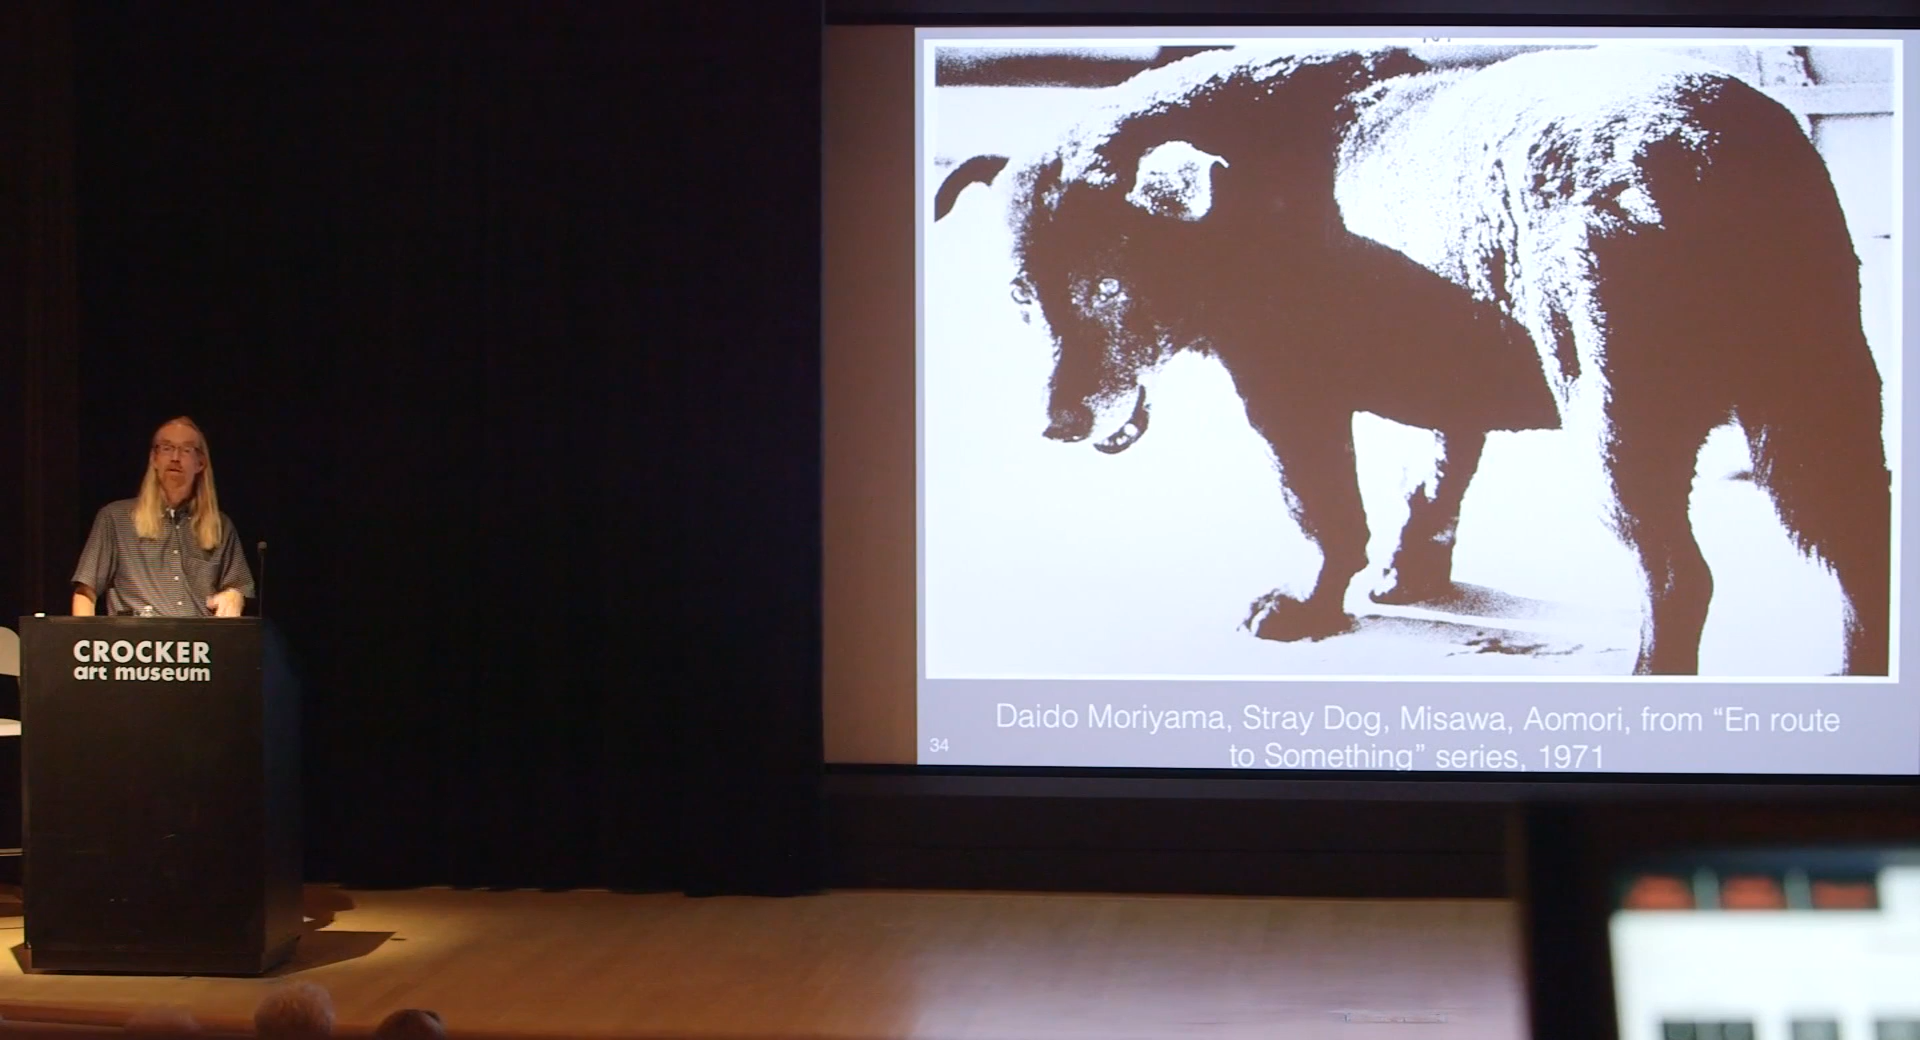 CROCKER
art museum
Daido Moriyama, Stray Dog, Misawa, Aomori, from “En route
to Something” series, 1971
34